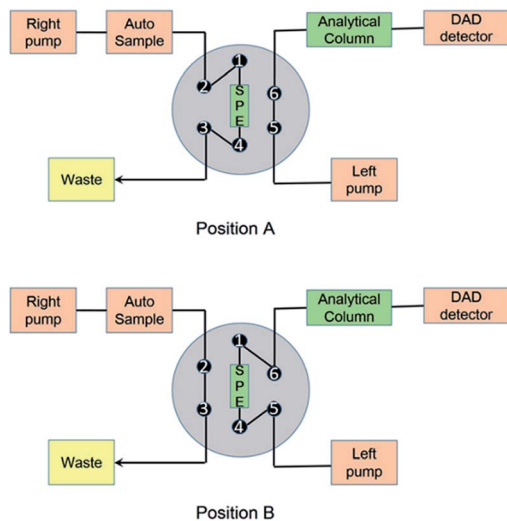 Right
pump
Auto
Sample
Analytical
Column
DAD
detector
1
2
6
S
P
E
3
5
4
Waste
Left
pump
Position A
Right
pump
Auto
Sample
Analytical
Column
DAD
detector
1
2
6
S
P
E
3
5
4
Waste
Left
pump
Position B